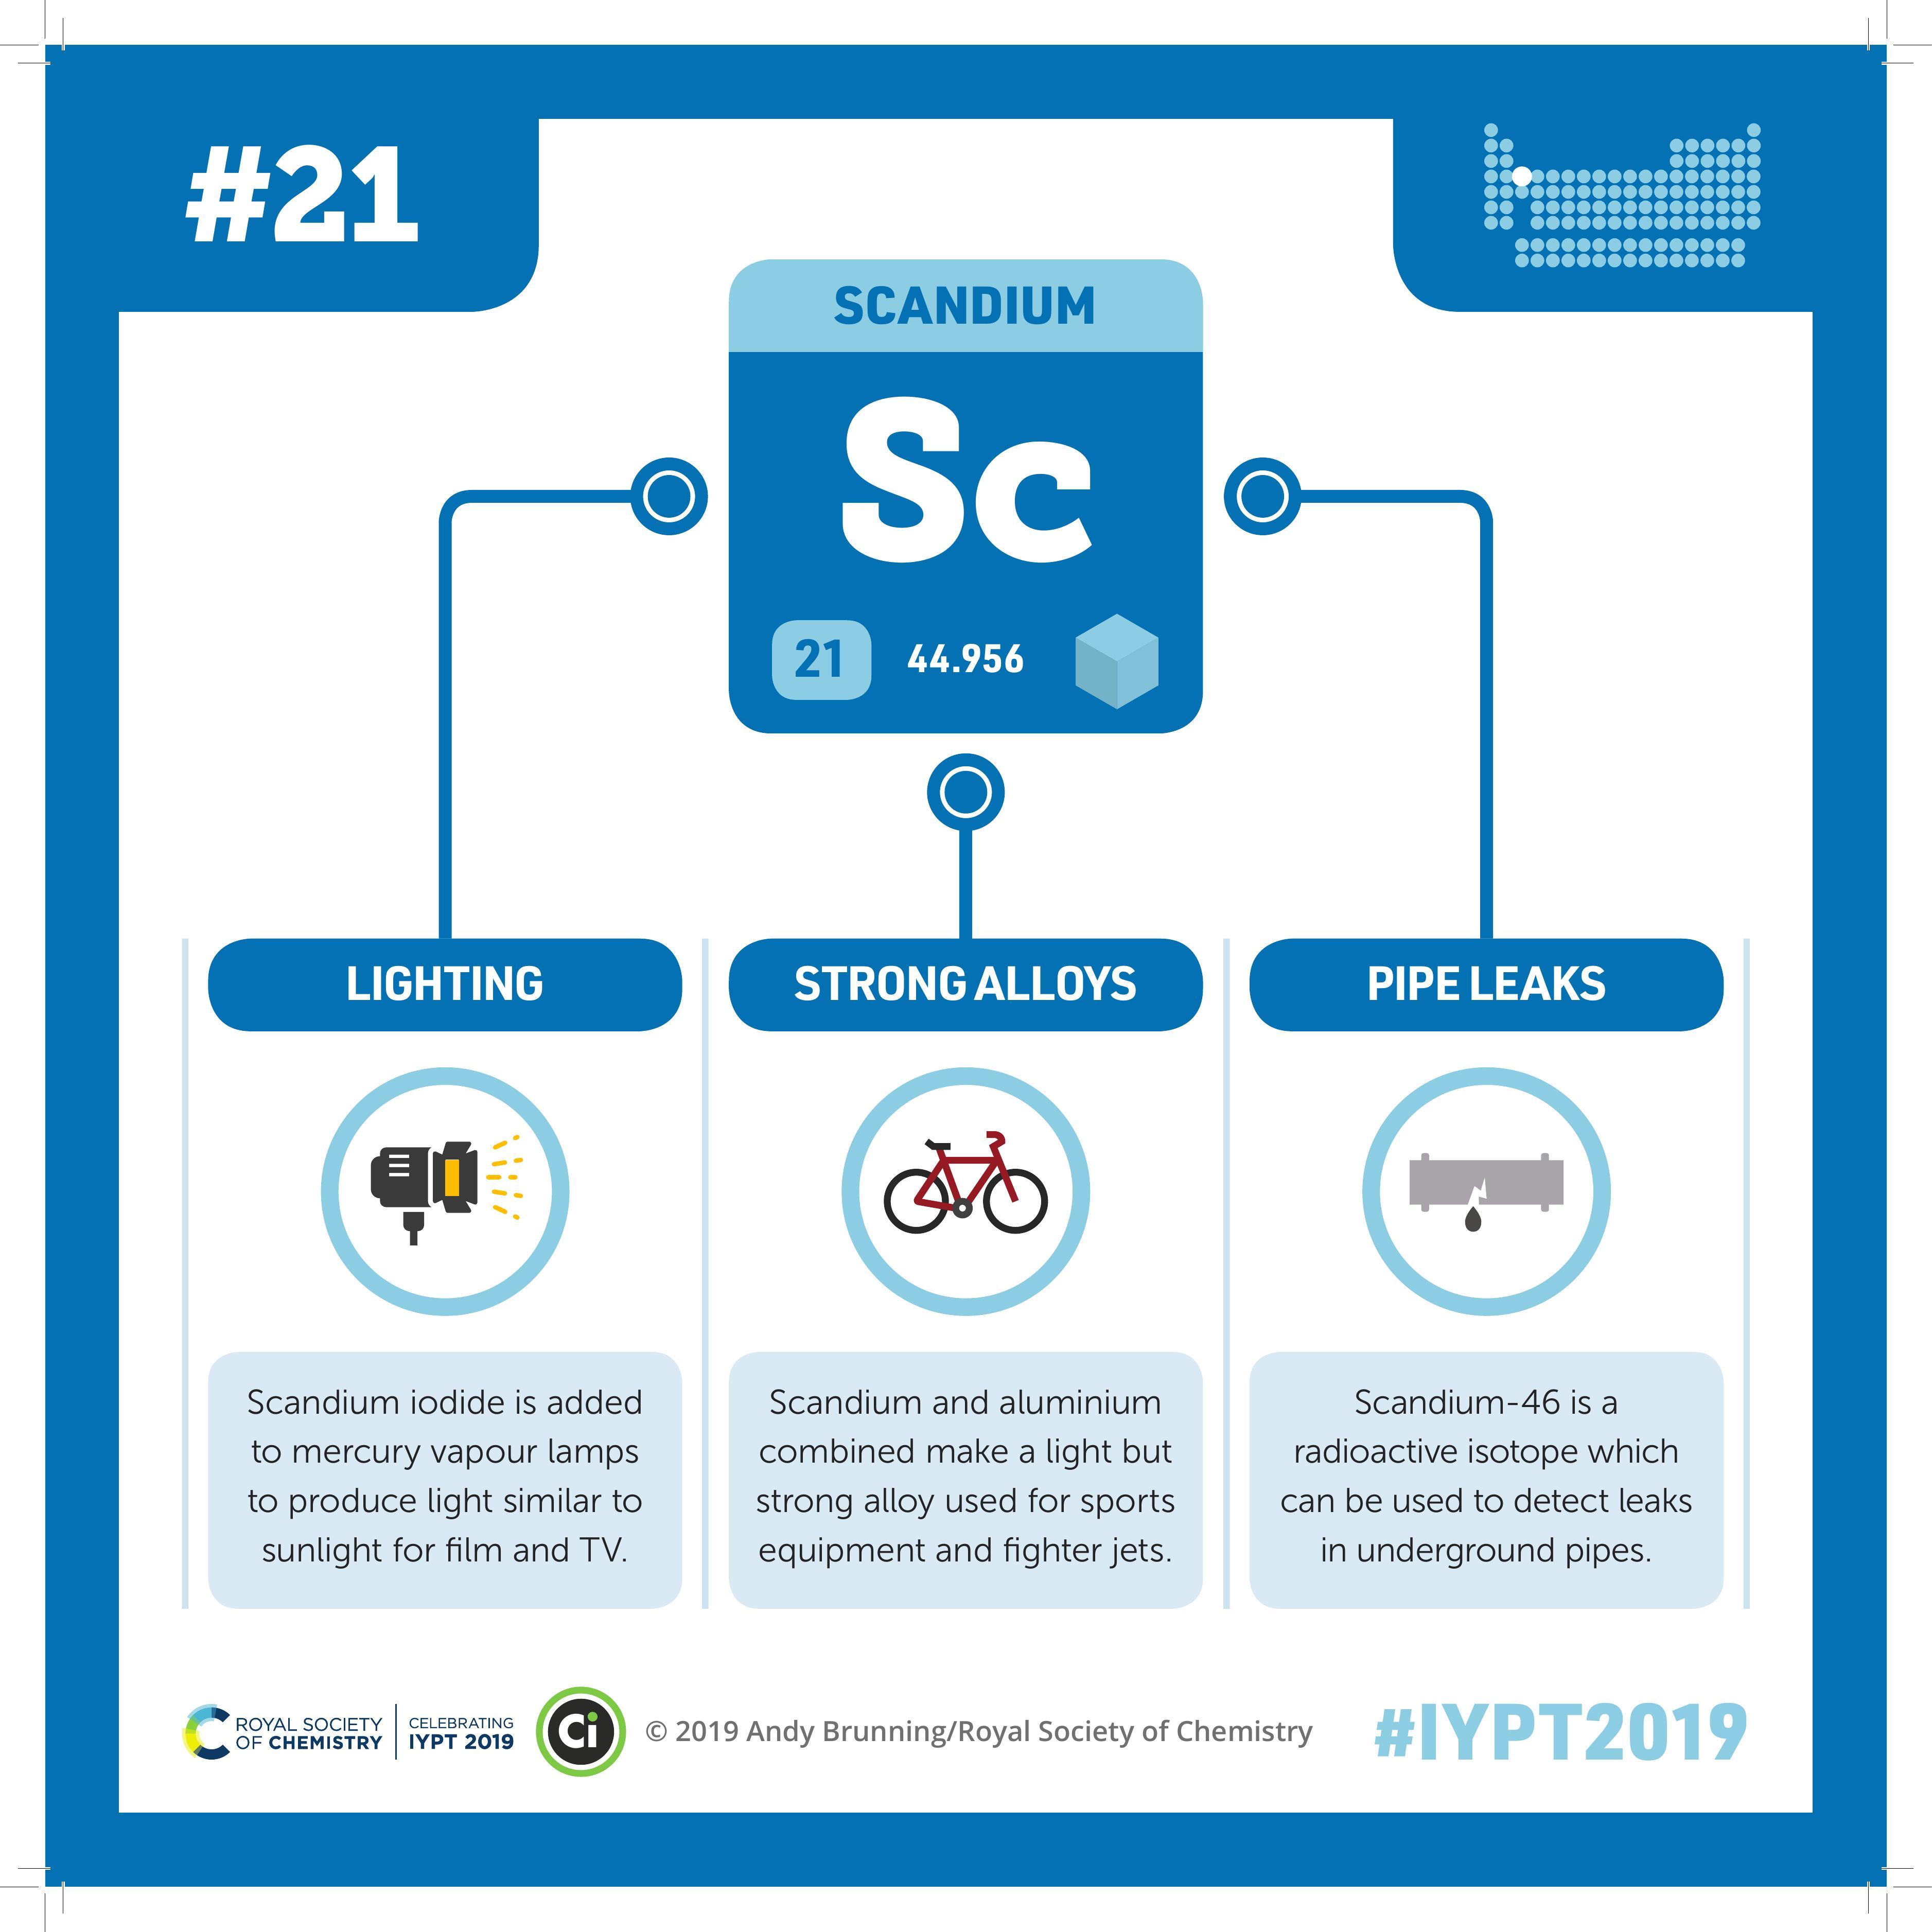 #21
SCANDIUM
Sc
21 44.956
LIGHTING
Scandium iodide is added
to mercury vapour lamps
to produce light similar to
sunlight for film and TV.
STRONG ALLOYS
Scandium and aluminium
combined make a light but
strong alloy used for sports
equipment and fighter jets.
PIPE LEAKS
Scandium-46 is a
radioactive isotope which
can be used to detect leaks
in underground pipes.
ROYAL SOCIETY
OF CHEMISTRY
CELEBRATING
IYPT 2019
Ci
© 2019 Andy Brunning/Royal Society of Chemistry
#IYPT2019